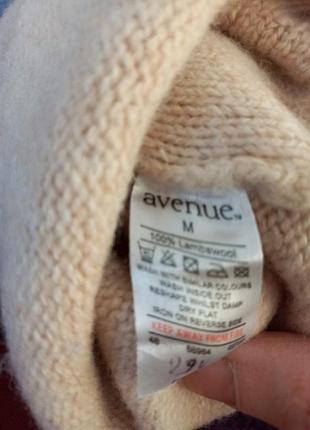 avenue™
M
100% Lambswool
WASH WITH SIMILAR COLOURS
WASH INSIDE OUT
RESHAPE WHILST DAMP
DRY FLAT
IRON ON REVERSE SIDE
KEEP AWAY FROM FIRE